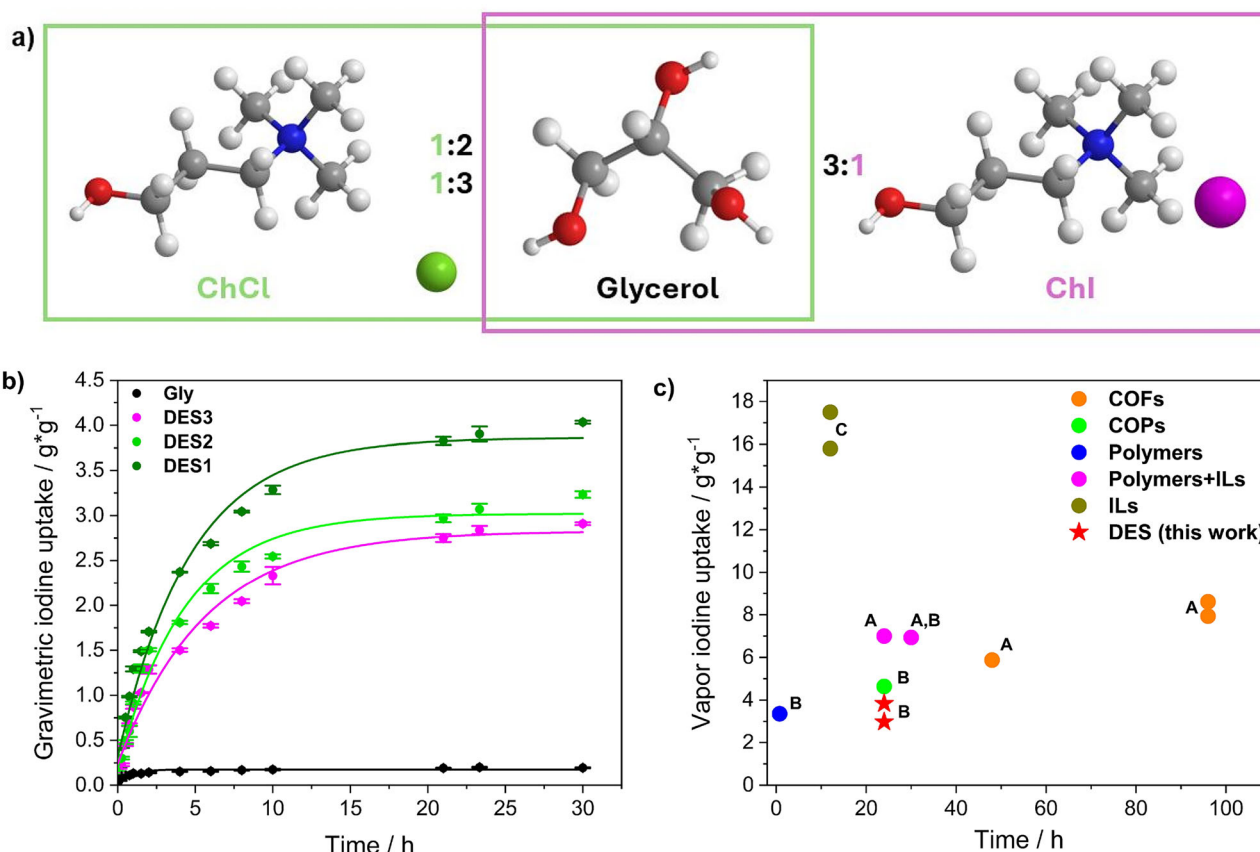 a)
1:2
1:3
3:1
ChCl
Glycerol
ChI
b)
Gravimetric iodine uptake / g*g-1
4.5
4.0
3.5
3.0
2.5
2.0
1.5
1.0
0.5
0.0
Gly
DES3
DES2
DES1
0
5
10
15
20
25
30
Time / h
c)
Vapor iodine uptake / g*g-1
18
16
14
12
10
8
6
4
2
0
COFs
COPs
Polymers
Polymers+ILs
ILs
DES (this work)
C
A
A,B
A
A
B
B
B
0
20
40
60
80
100
Time / h